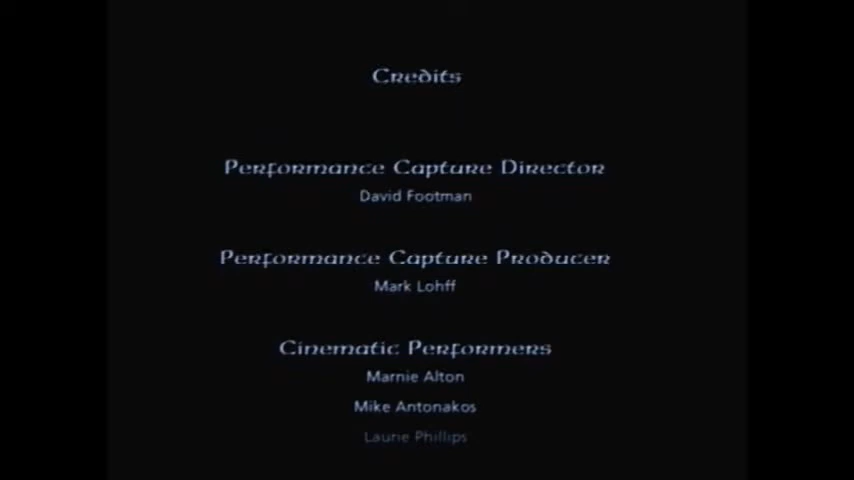 Credits
Performance Capture Director
David Footman
Performance Capture Producer
Mark Lohff
Cinematic Performers
Marnie Alton
Mike Antonakos
Laurie Phillips